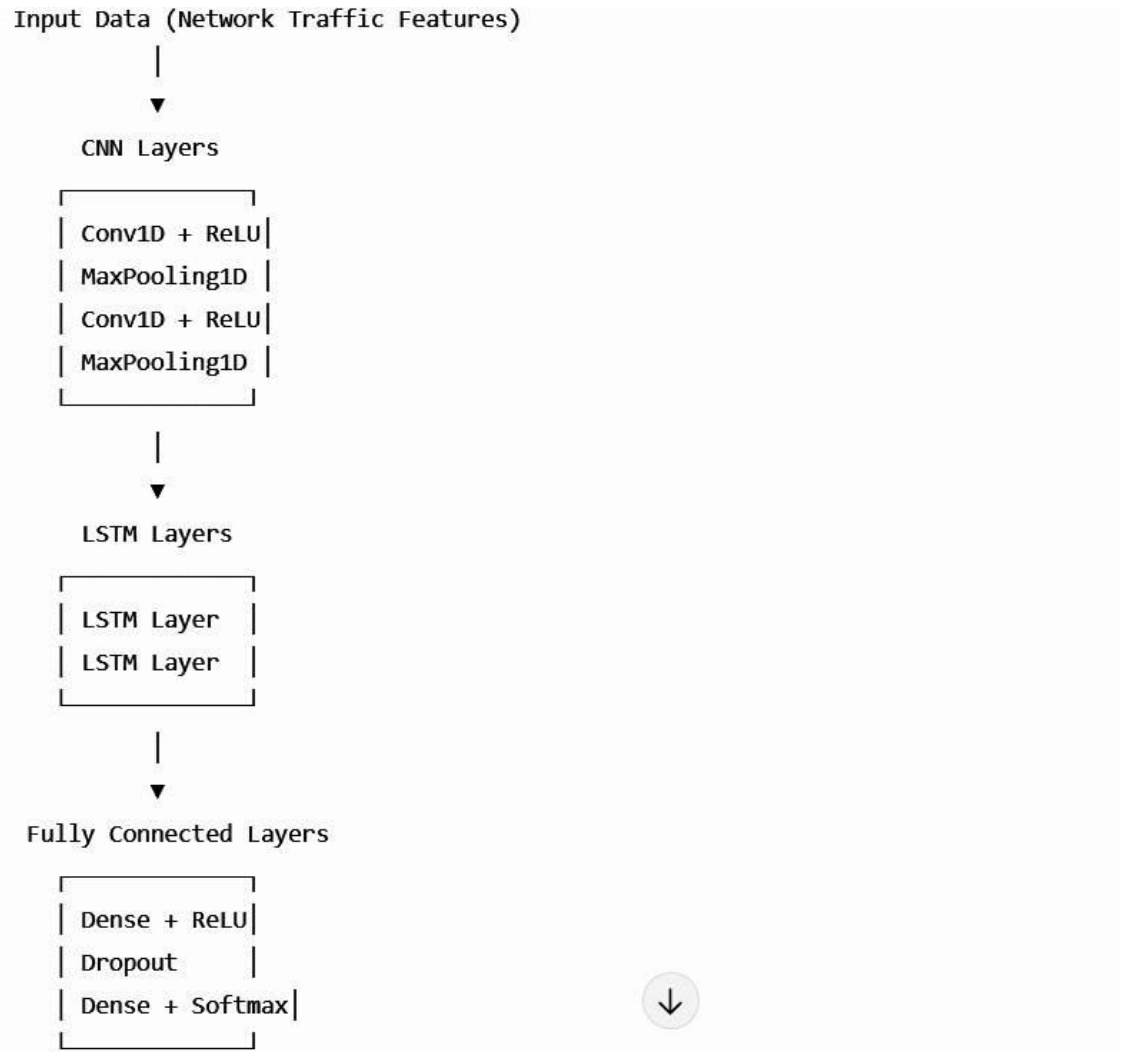 Input Data (Network Traffic Features)
CNN Layers
Conv1D + ReLU
MaxPooling1D
Conv1D + ReLU
MaxPooling1D
LSTM Layers
LSTM Layer
LSTM Layer
Fully Connected Layers
Dense + ReLU
Dropout
Dense + Softmax